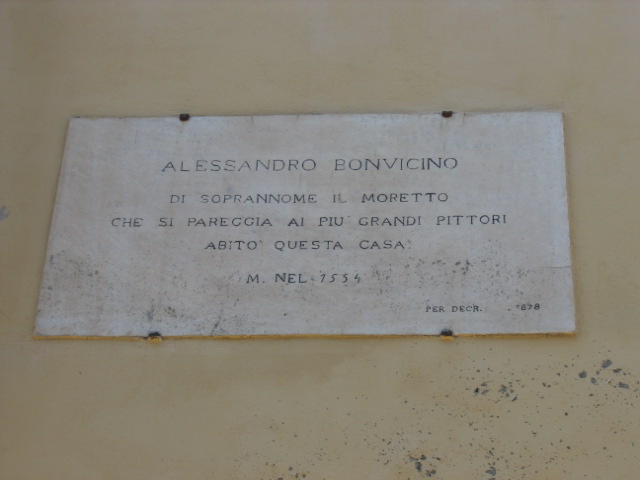 ALESSANDRO BONVICINO
DI SOPRANNOME IL MORETTO
CHE SI PAREGGIA AI PIU' GRANDI PITTORI
ABITO' QUESTA CASA
M. NEL 1554
PER DECR.